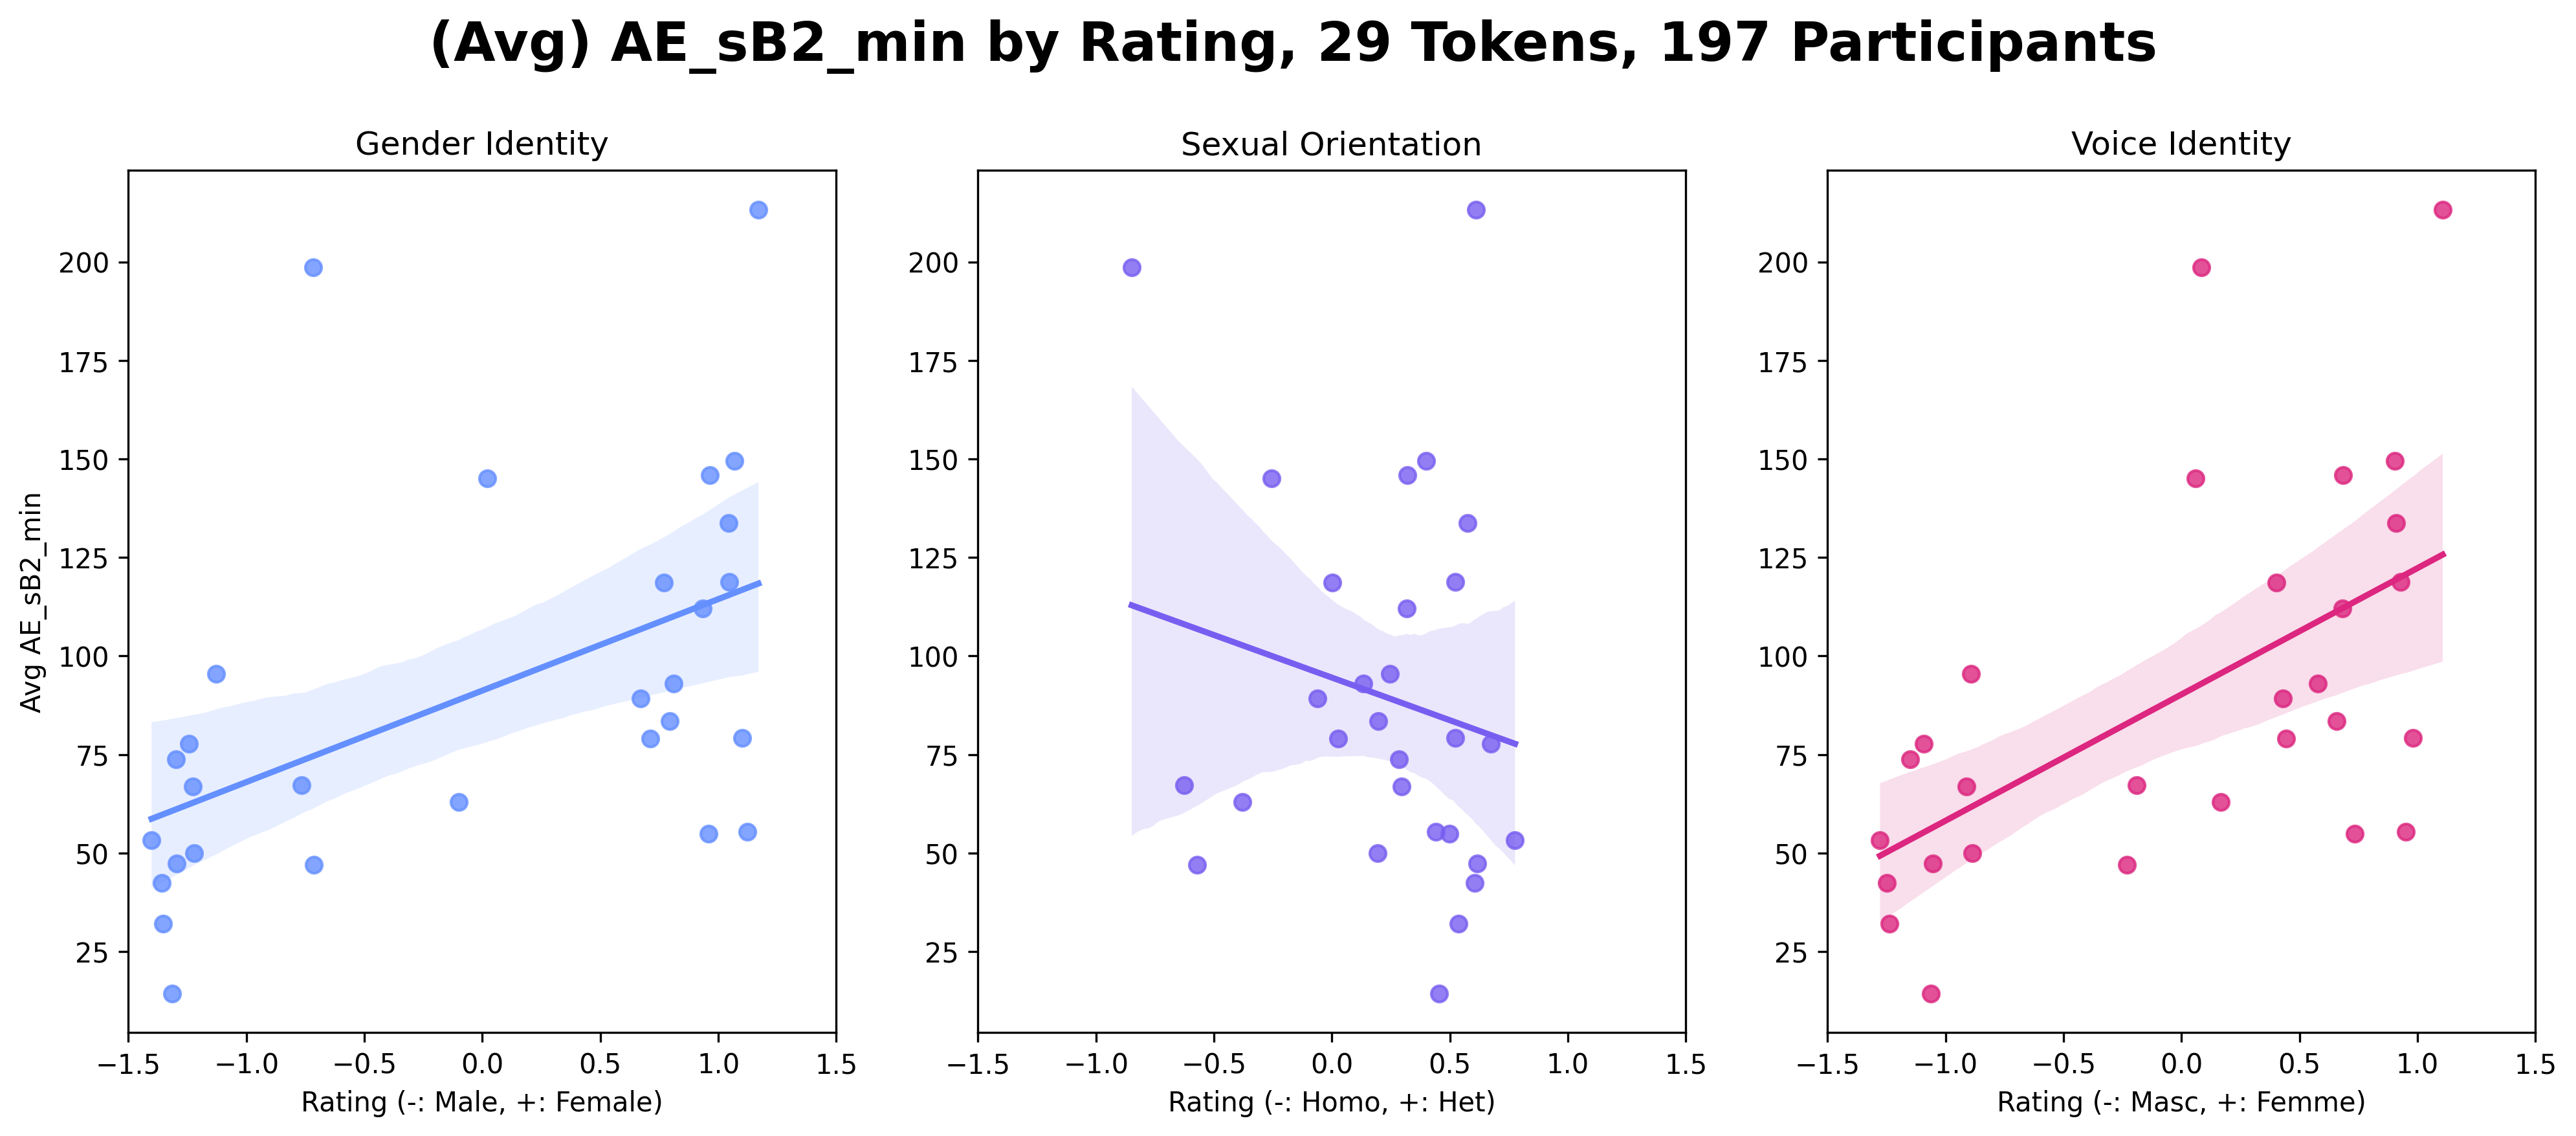 (Avg) AE_sB2_min by Rating, 29 Tokens, 197 Participants
Gender Identity
Sexual Orientation
Voice Identity
Avg AE_sB2_min
200
175
150
125
100
75
50
25
−1.5 −1.0 −0.5 0.0 0.5 1.0 1.5
Rating (-: Male, +: Female)
200
175
150
125
100
75
50
25
−1.5 −1.0 −0.5 0.0 0.5 1.0 1.5
Rating (-: Homo, +: Het)
200
175
150
125
100
75
50
25
−1.5 −1.0 −0.5 0.0 0.5 1.0 1.5
Rating (-: Masc, +: Femme)